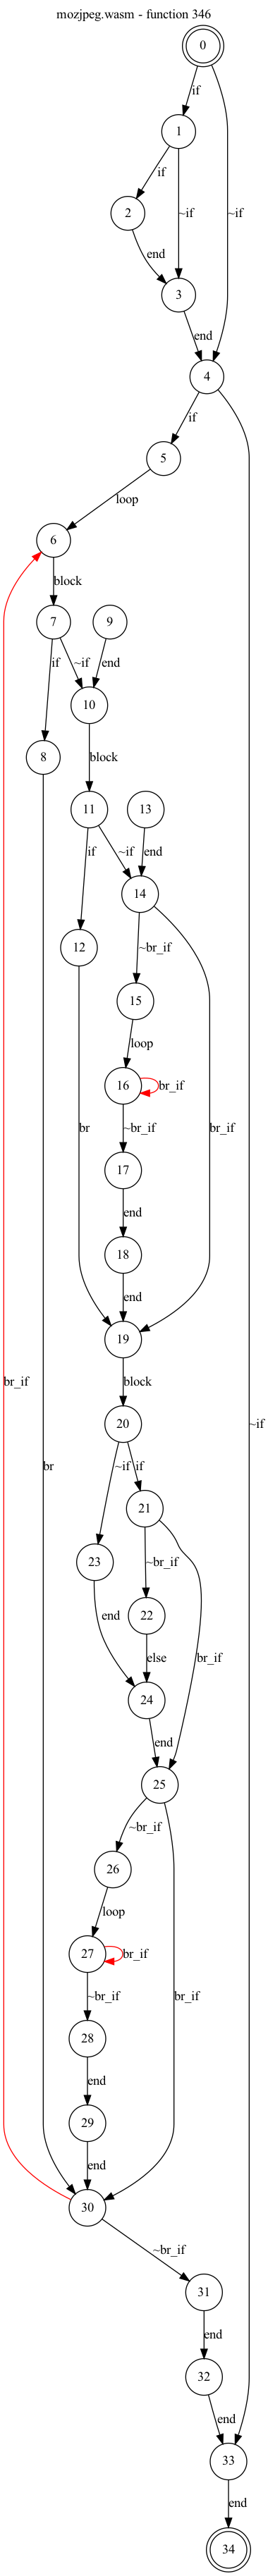 mozjpeg.wasm - function 346
0
if
1
if
~if
2
~if
end
3
end
4
if
5
loop
6
block
7
9
if
~if
end
10
8
block
11
13
if
~if
end
14
12
~br_if
15
loop
16
br_if
br
~br_if
br_if
17
end
18
end
19
block
br_if
~if
20
br
~if
if
21
23
~br_if
22
end
else
br_if
24
end
25
~br_if
26
loop
27
br_if
~br_if
br_if
28
end
29
end
30
~br_if
31
end
32
end
33
end
34